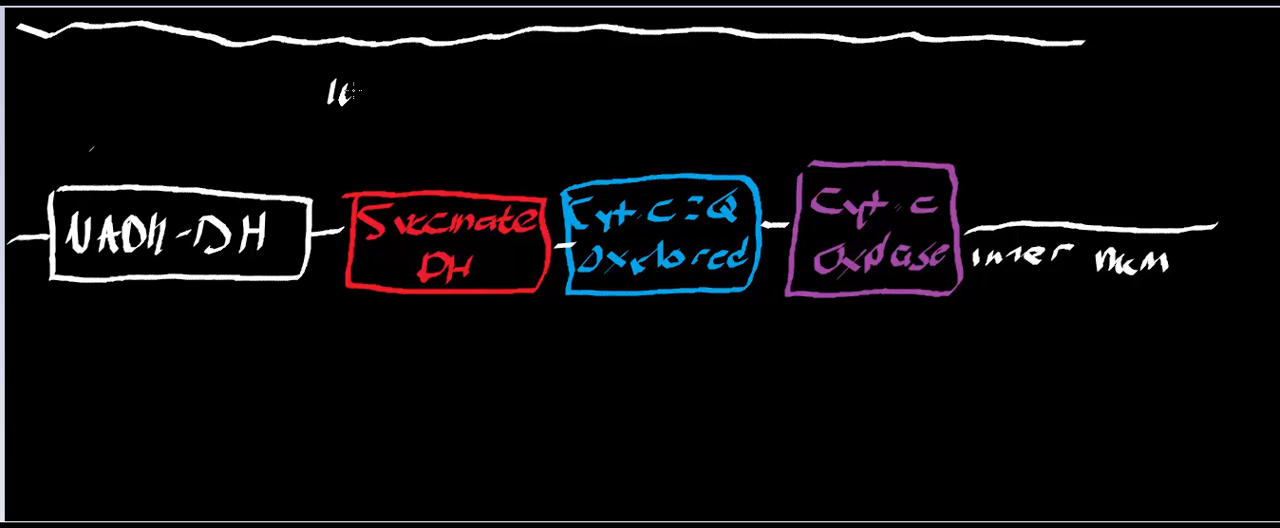 NADH-DH
Succinate
DH
Cyt. c=Q
Oxidored
Cyt. c
Oxidase
inner mem